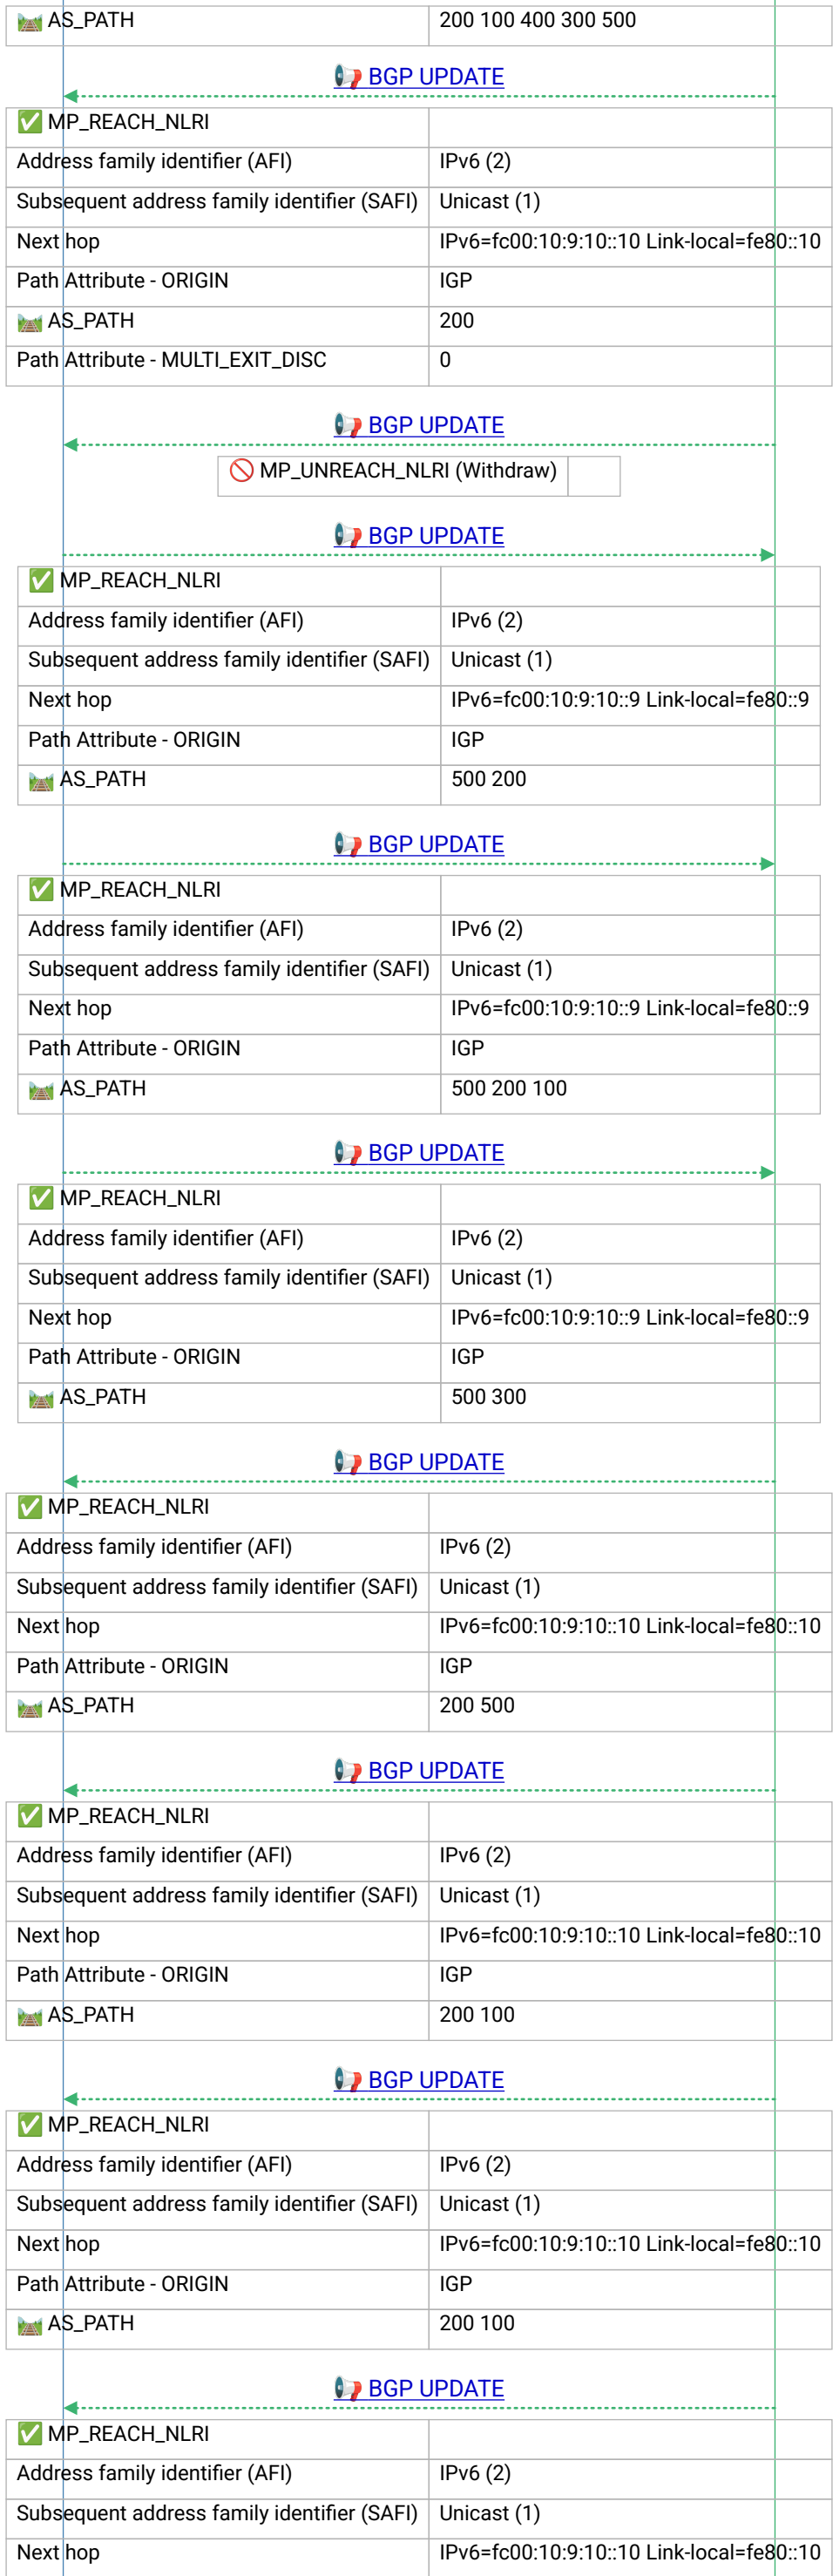 🛤️ AS_PATH 200 100 400 300 500
📢 BGP UPDATE
✅ MP_REACH_NLRI
Address family identifier (AFI) IPv6 (2)
Subsequent address family identifier (SAFI) Unicast (1)
Next hop IPv6=fc00:10:9:10::10 Link-local=fe80::10
Path Attribute - ORIGIN IGP
🛤️ AS_PATH 200
Path Attribute - MULTI_EXIT_DISC 0
📢 BGP UPDATE
🚫 MP_UNREACH_NLRI (Withdraw)
📢 BGP UPDATE
✅ MP_REACH_NLRI
Address family identifier (AFI) IPv6 (2)
Subsequent address family identifier (SAFI) Unicast (1)
Next hop IPv6=fc00:10:9:10::9 Link-local=fe80::9
Path Attribute - ORIGIN IGP
🛤️ AS_PATH 500 200
📢 BGP UPDATE
✅ MP_REACH_NLRI
Address family identifier (AFI) IPv6 (2)
Subsequent address family identifier (SAFI) Unicast (1)
Next hop IPv6=fc00:10:9:10::9 Link-local=fe80::9
Path Attribute - ORIGIN IGP
🛤️ AS_PATH 500 200 100
📢 BGP UPDATE
✅ MP_REACH_NLRI
Address family identifier (AFI) IPv6 (2)
Subsequent address family identifier (SAFI) Unicast (1)
Next hop IPv6=fc00:10:9:10::9 Link-local=fe80::9
Path Attribute - ORIGIN IGP
🛤️ AS_PATH 500 300
📢 BGP UPDATE
✅ MP_REACH_NLRI
Address family identifier (AFI) IPv6 (2)
Subsequent address family identifier (SAFI) Unicast (1)
Next hop IPv6=fc00:10:9:10::10 Link-local=fe80::10
Path Attribute - ORIGIN IGP
🛤️ AS_PATH 200 500
📢 BGP UPDATE
✅ MP_REACH_NLRI
Address family identifier (AFI) IPv6 (2)
Subsequent address family identifier (SAFI) Unicast (1)
Next hop IPv6=fc00:10:9:10::10 Link-local=fe80::10
Path Attribute - ORIGIN IGP
🛤️ AS_PATH 200 100
📢 BGP UPDATE
✅ MP_REACH_NLRI
Address family identifier (AFI) IPv6 (2)
Subsequent address family identifier (SAFI) Unicast (1)
Next hop IPv6=fc00:10:9:10::10 Link-local=fe80::10
Path Attribute - ORIGIN IGP
🛤️ AS_PATH 200 100
📢 BGP UPDATE
✅ MP_REACH_NLRI
Address family identifier (AFI) IPv6 (2)
Subsequent address family identifier (SAFI) Unicast (1)
Next hop IPv6=fc00:10:9:10::10 Link-local=fe80::10